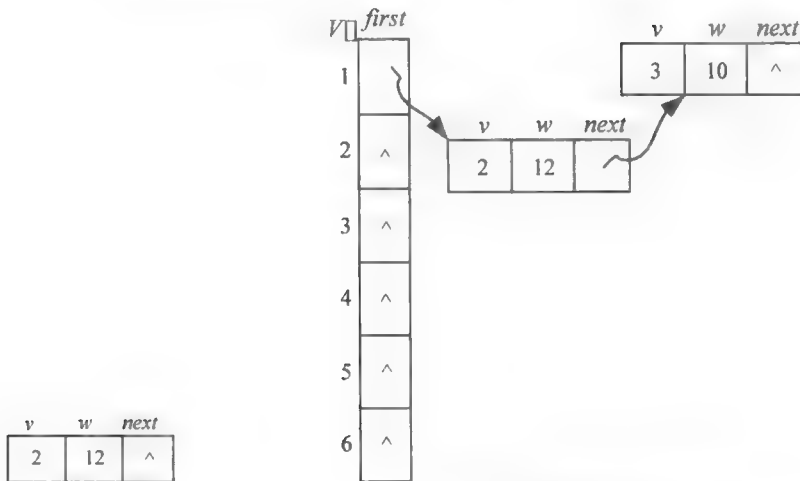 V[] first
v w next
1
3 10 ^
v w next
2 ^
2 12
3 ^
4 ^
5 ^
v w next
6 ^
2 12 ^